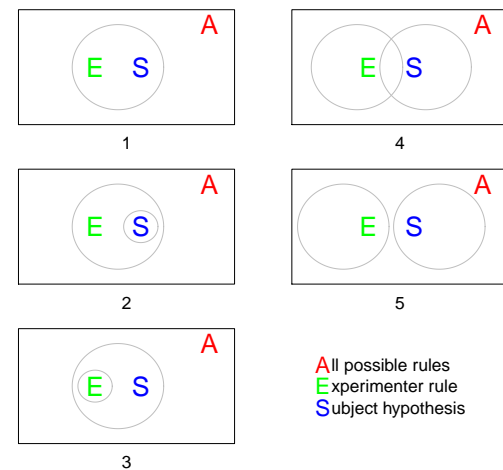 A
E S
1
A
E S
2
A
E S
3
A
E S
4
A
E S
5
All possible rules
Experimenter rule
Subject hypothesis